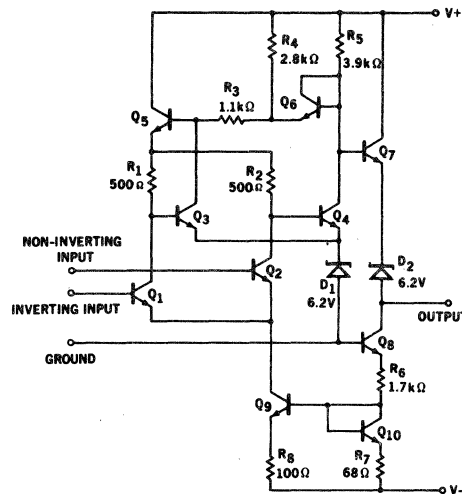 V+
R4
2.8kΩ
R5
3.9kΩ
R3
1.1kΩ
Q6
Q5
Q7
R1
500Ω
R2
500Ω
Q3
Q4
NON-INVERTING
INPUT
Q2
D1
6.2V
D2
6.2V
INVERTING INPUT
Q1
OUTPUT
GROUND
Q8
R6
1.7kΩ
Q9
Q10
R8
100Ω
R7
68Ω
V-